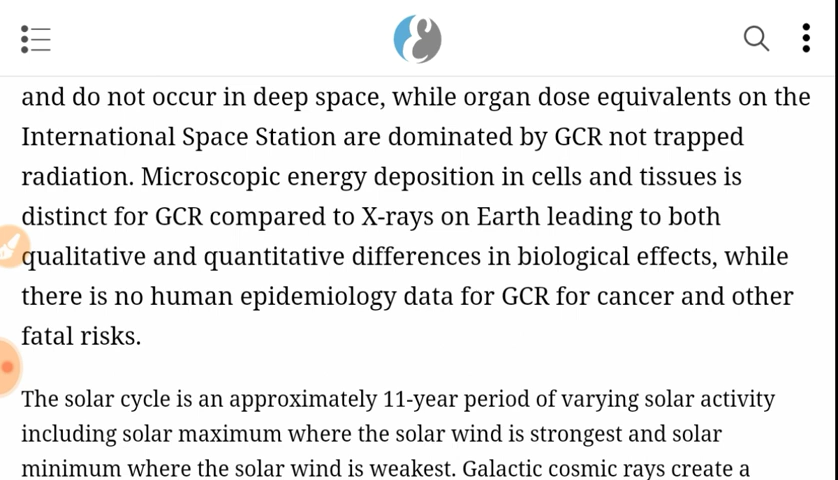 and do not occur in deep space, while organ dose equivalents on the
International Space Station are dominated by GCR not trapped
radiation. Microscopic energy deposition in cells and tissues is
distinct for GCR compared to X-rays on Earth leading to both
qualitative and quantitative differences in biological effects, while
there is no human epidemiology data for GCR for cancer and other
fatal risks.
The solar cycle is an approximately 11-year period of varying solar activity
including solar maximum where the solar wind is strongest and solar
minimum where the solar wind is weakest. Galactic cosmic rays create a